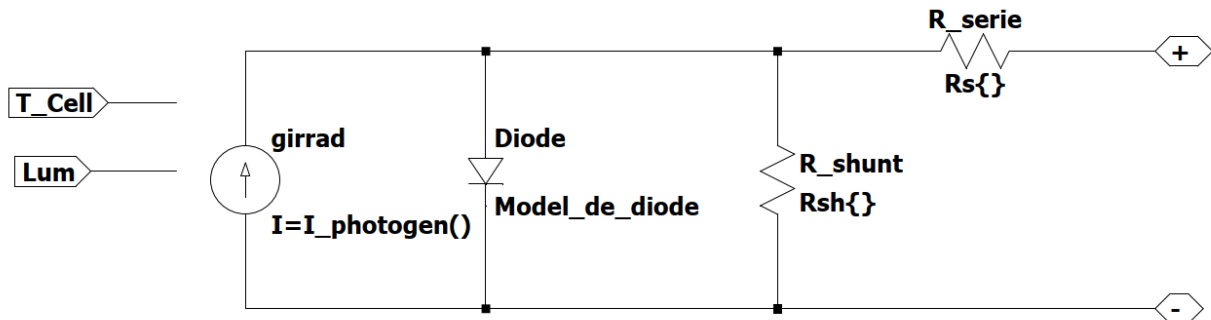 R_serie
+
Rs{}
T_Cell
girrad
Diode
Lum
R_shunt
Rsh{}
Model_de_diode
I=I_photogen()
-